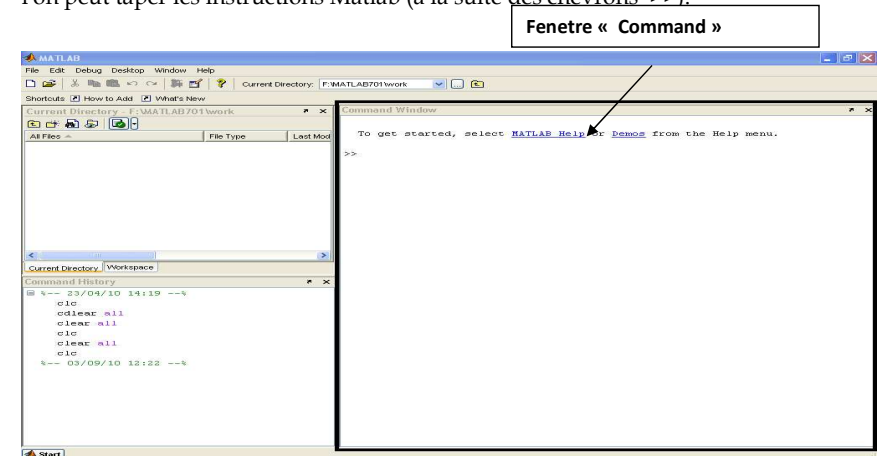 l'on peut taper les instructions Matlab (à la suite des chevrons >>).
Fenetre « Command »
MATLAB
File Edit Debug Desktop Window Help
Current Directory: F:\MATLAB701\work
Shortcuts How to Add What's New
Current Directory - F:\MATLAB701\work
All Files File Type Last Mod
Current Directory Workspace
Command History
%-- 23/04/10 14:19 --%
clc
cdlear all
clear all
clc
clear all
clc
%-- 03/09/10 12:22 --%
Command Window
To get started, select MATLAB Help or Demos from the Help menu.
>>
Start